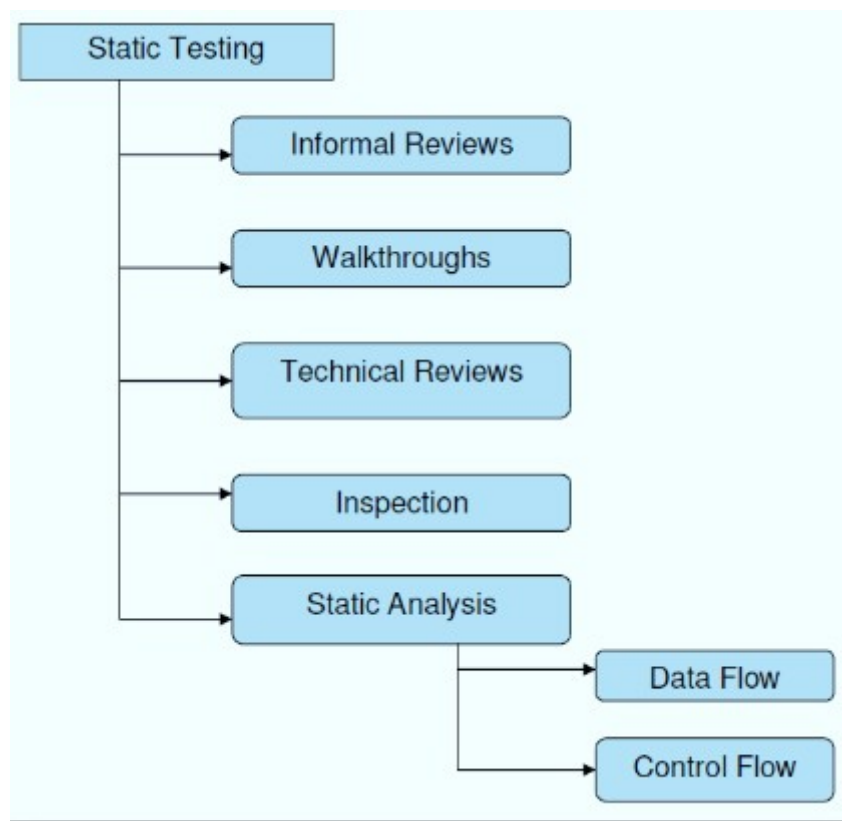 Static Testing
Informal Reviews
Walkthroughs
Technical Reviews
Inspection
Static Analysis
Data Flow
Control Flow